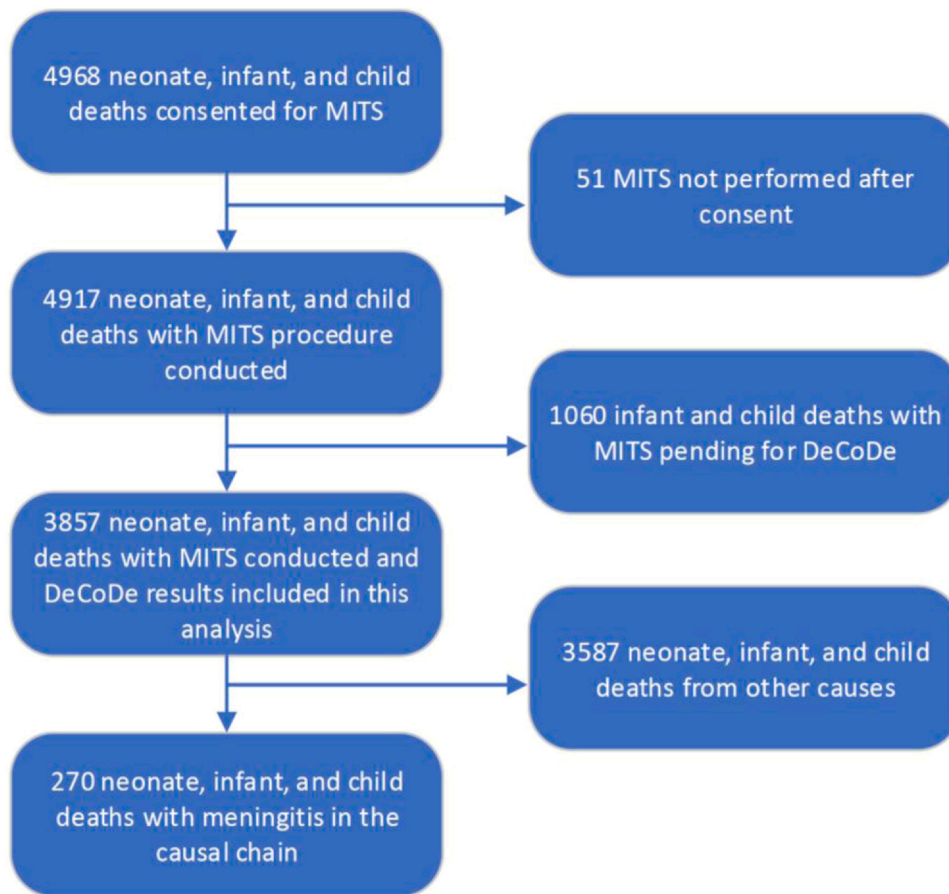 4968 neonate, infant, and child
deaths consented for MITS
51 MITS not performed after
consent
4917 neonate, infant, and child
deaths with MITS procedure
conducted
1060 infant and child deaths with
MITS pending for DeCoDe
3857 neonate, infant, and child
deaths with MITS conducted and
DeCoDe results included in this
analysis
3587 neonate, infant, and child
deaths from other causes
270 neonate, infant, and child
deaths with meningitis in the
causal chain